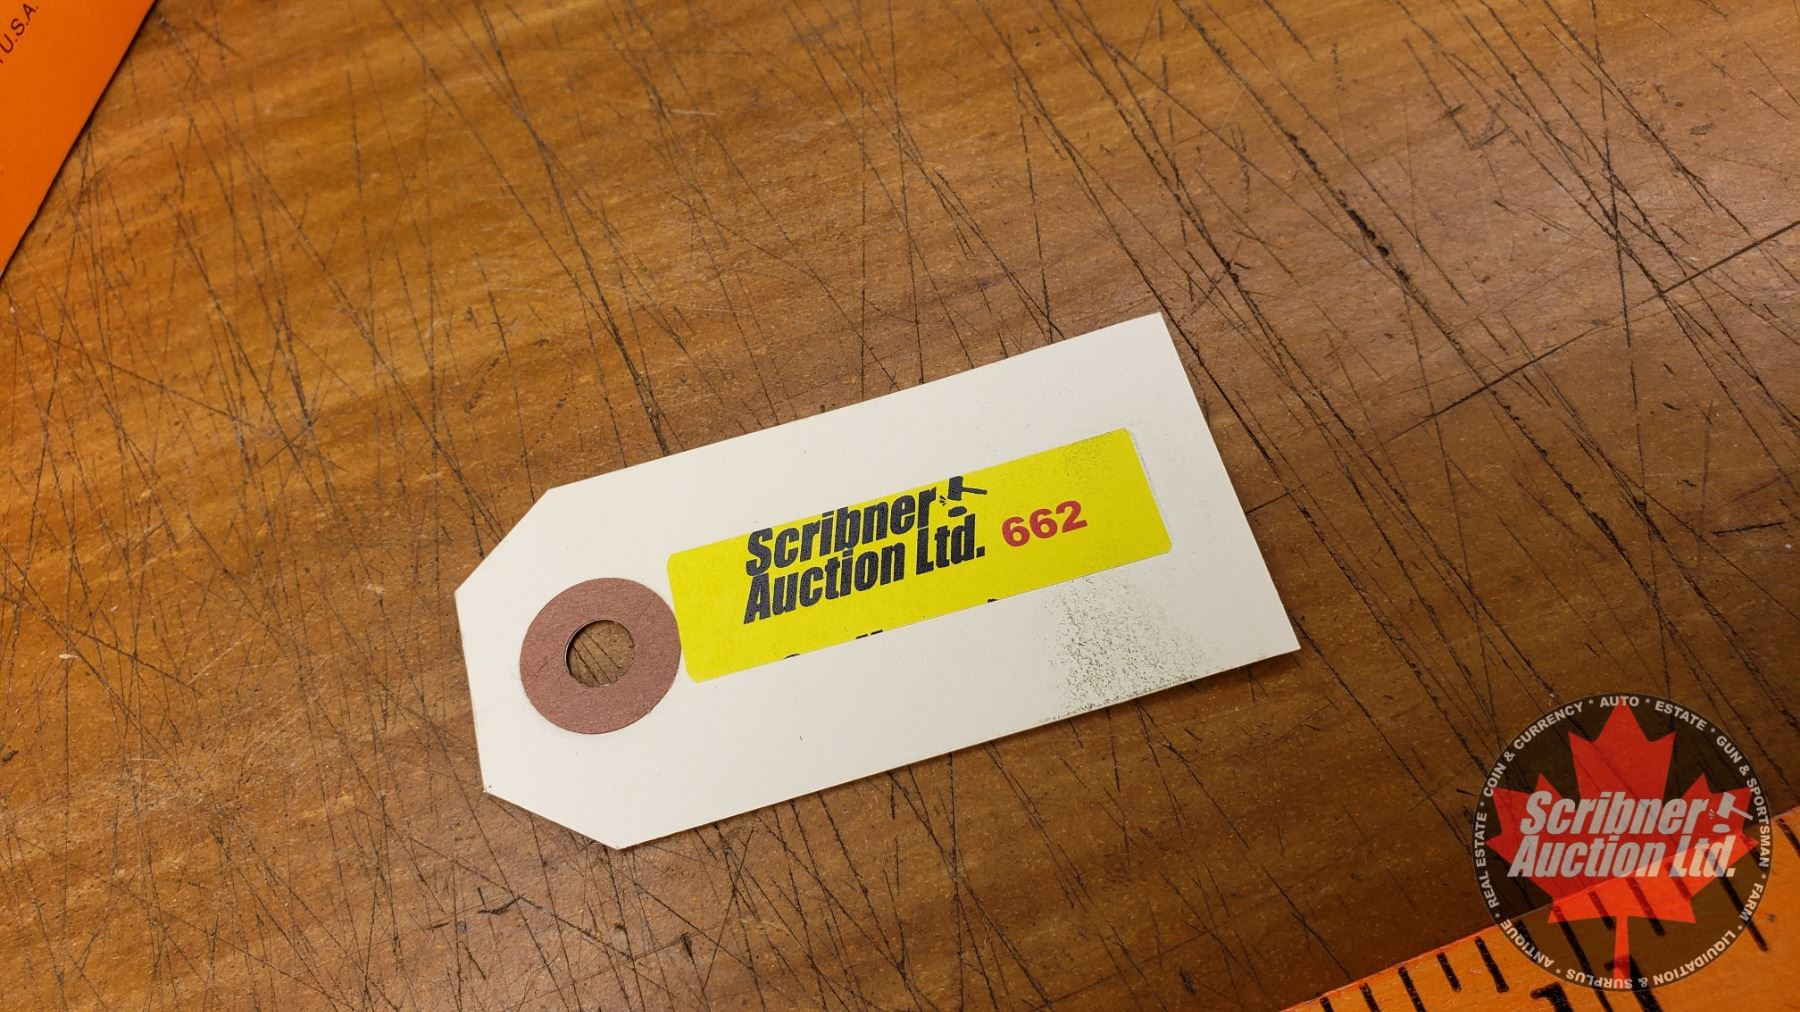 U.S.A.
Scribner
Auction Ltd.
662
REAL ESTATE * COIN & CURRENCY * AUTO * ESTATE * GUN & SPORTSMAN * FARM * LIQUIDATION & SURPLUS * ANTIQUE *
Scribner
Auction Ltd.
1